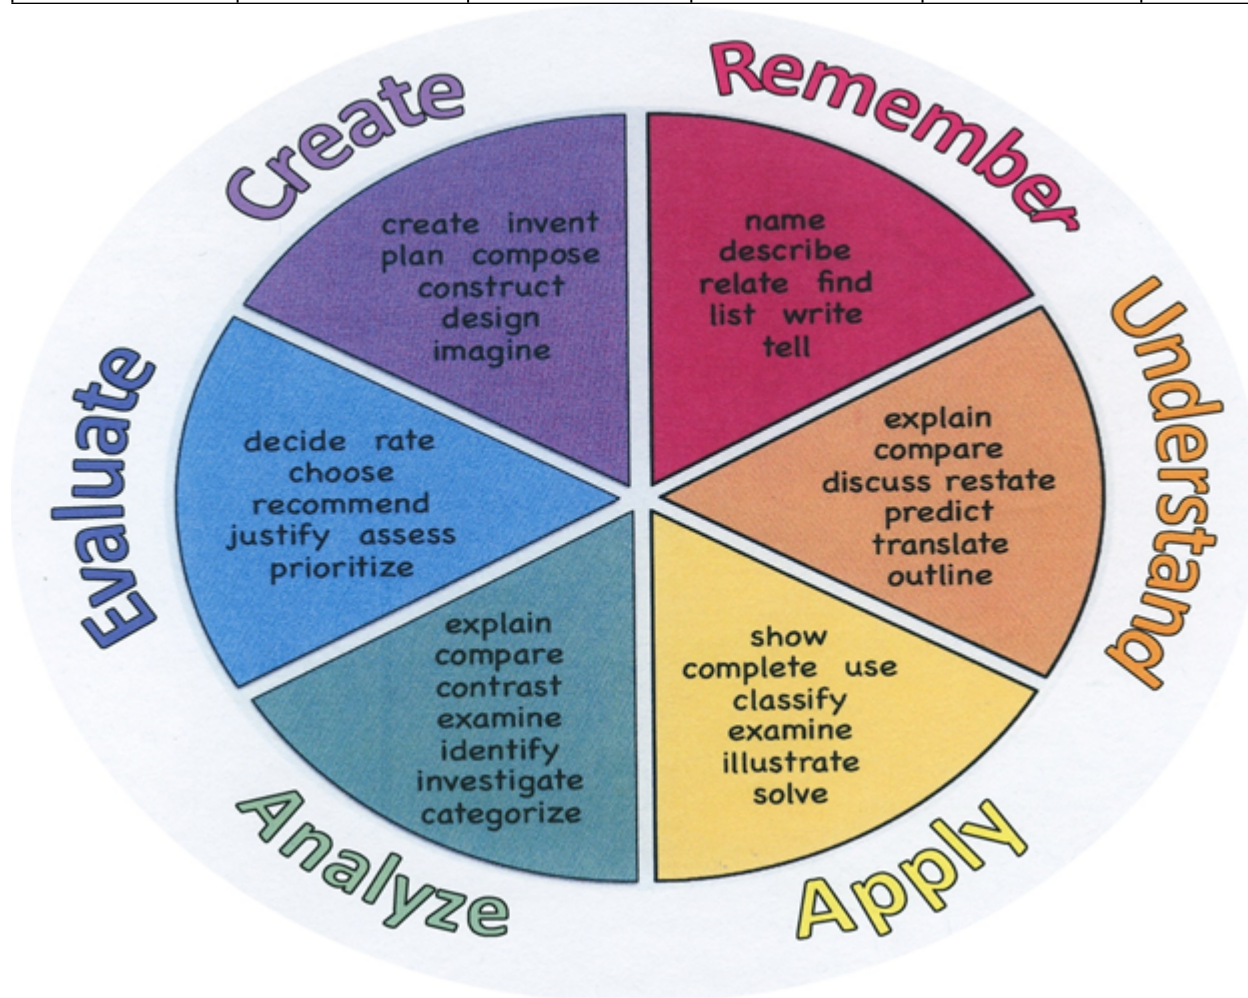 Remember
name
describe
relate find
list write
tell
Understand
explain
compare
discuss restate
predict
translate
outline
Apply
show
complete use
classify
examine
illustrate
solve
Analyze
explain
compare
contrast
examine
identify
investigate
categorize
Evaluate
decide rate
choose
recommend
justify assess
prioritize
Create
create invent
plan compose
construct
design
imagine